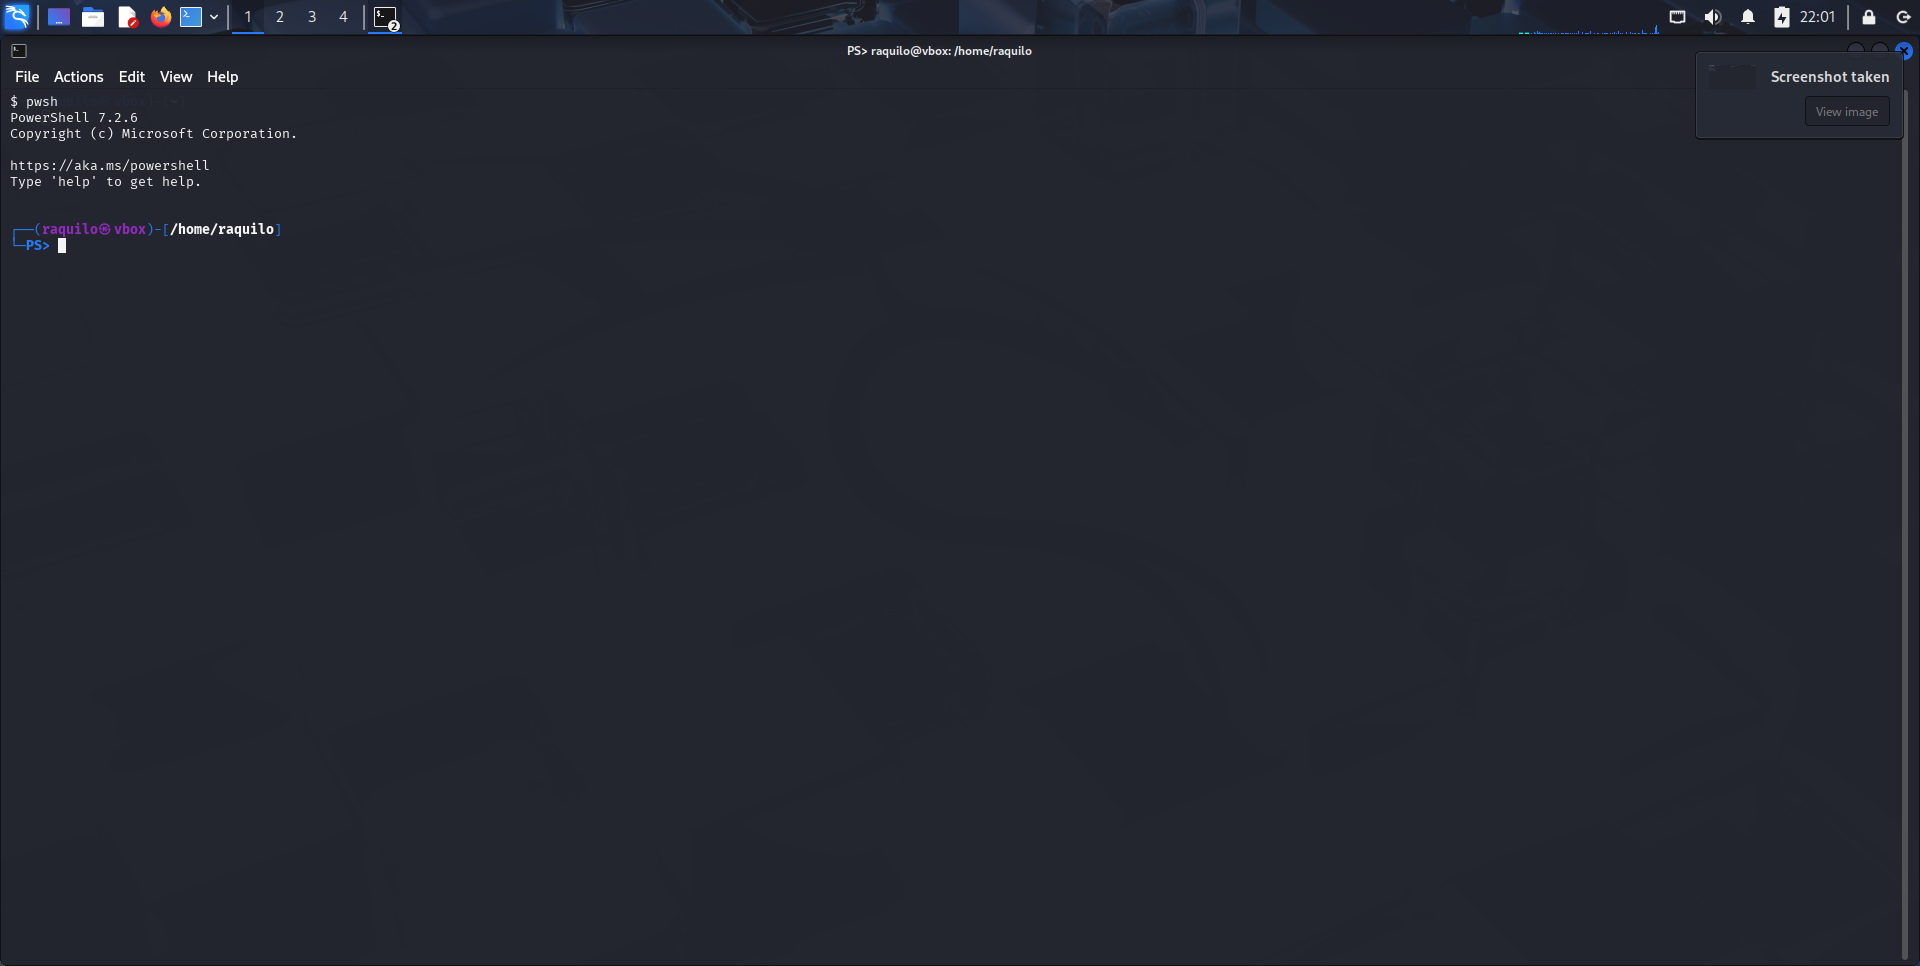 1 2 3 4 2 22:01
PS> raquilo@vbox: /home/raquilo
File Actions Edit View Help
Screenshot taken
View image
$ pwsh
PowerShell 7.2.6
Copyright (c) Microsoft Corporation.
https://aka.ms/powershell
Type 'help' to get help.
┌──(raquilo㉿vbox)-[/home/raquilo]
└─PS>